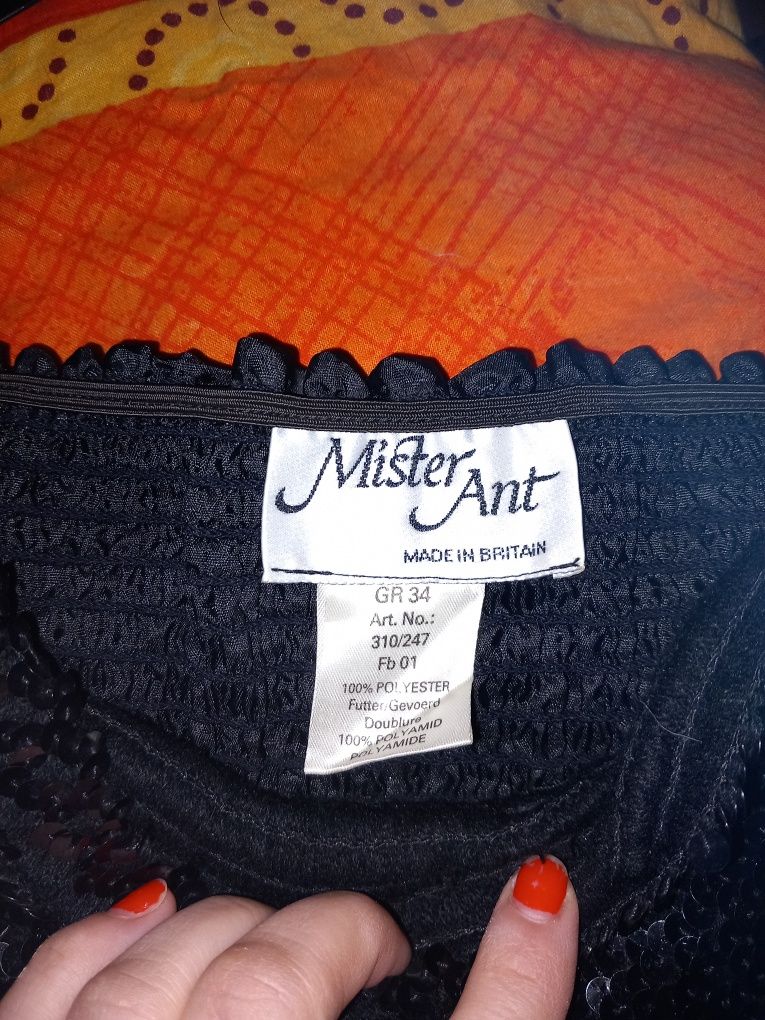 Mister
Ant
MADE IN BRITAIN
GR 34
Art. No.:
310/247
Fb 01
100% POLYESTER
Futter/Gevoerd
Doublure
100% POLYAMID
POLYAMIDE